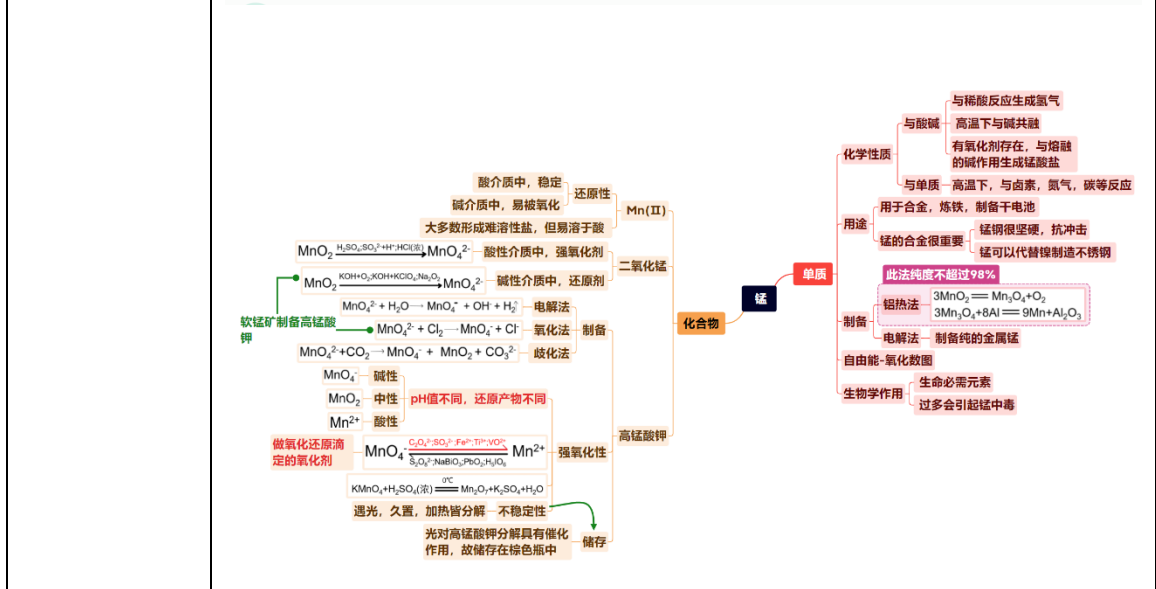 锰
单质
化学性质
与酸碱
与稀酸反应生成氢气
高温下与碱共融
有氧化剂存在，与熔融
的碱作用生成锰酸盐
与单质
高温下，与卤素，氮气，碳等反应
用途
用于合金，炼铁，制备干电池
锰的合金很重要
锰钢很坚硬，抗冲击
锰可以代替镍制造不锈钢
制备
此法纯度不超过98%
铝热法
3MnO₂ ══ Mn₃O₄+O₂
3Mn₃O₄+8Al ══ 9Mn+Al₂O₃
电解法
制备纯的金属锰
自由能-氧化数图
生物学作用
生命必需元素
过多会引起锰中毒
化合物
Mn(Ⅱ)
还原性
酸介质中，稳定
碱介质中，易被氧化
大多数形成难溶性盐，但易溶于酸
二氧化锰
酸性介质中，强氧化剂
MnO₂ H₂SO₄;SO₃²⁻+H⁺;HCl(浓) → MnO₄²⁻
碱性介质中，还原剂
MnO₂ KOH+O₂;KOH+KClO₄;Na₂O₂ → MnO₄²⁻
软锰矿制备高锰酸
钾
高锰酸钾
制备
电解法
MnO₄²⁻ + H₂O → MnO₄⁻ + OH⁻ + H₂
氧化法
MnO₄²⁻ + Cl₂ → MnO₄⁻ + Cl⁻
歧化法
MnO₄²⁻+CO₂ → MnO₄⁻ + MnO₂ + CO₃²⁻
强氧化性
pH值不同，还原产物不同
碱性
MnO₄⁻
中性
MnO₂
酸性
Mn²⁺
做氧化还原滴
定的氧化剂
MnO₄⁻ C₂O₄²⁻;SO₃²⁻;Fe²⁺;Ti³⁺;VO²⁺ Mn²⁺
S₂O₈²⁻;NaBiO₃;PbO₂;H₅IO₆
KMnO₄+H₂SO₄(浓) ══0℃══ Mn₂O₇+K₂SO₄+H₂O
不稳定性
遇光，久置，加热皆分解
储存
光对高锰酸钾分解具有催化
作用，故储存在棕色瓶中